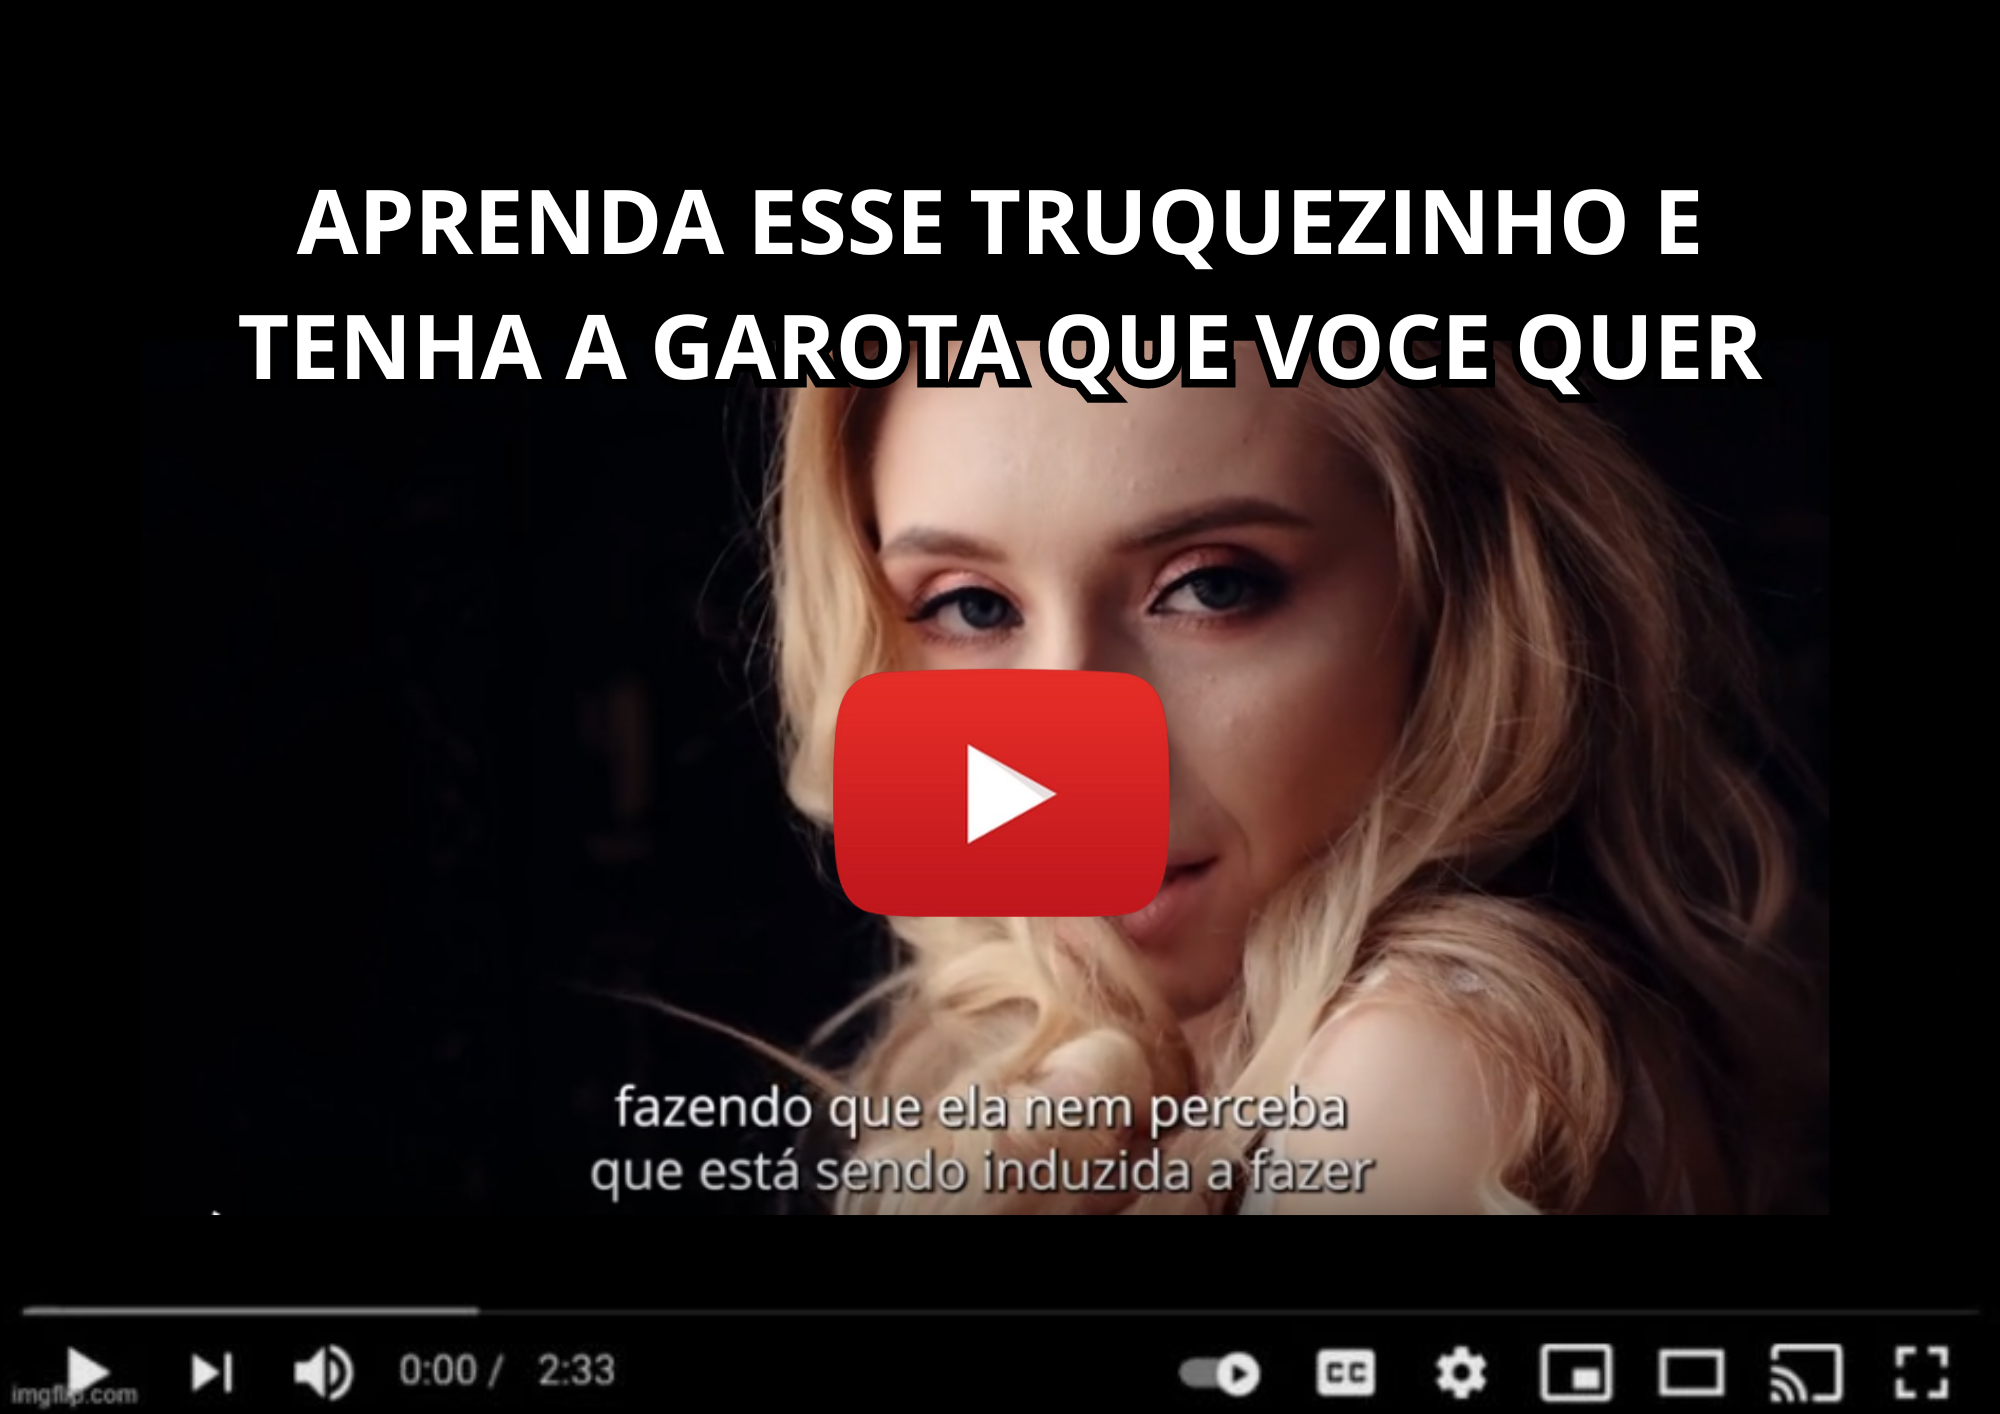 APRENDA ESSE TRUQUEZINHO E
TENHA A GAROTA QUE VOCE QUER
fazendo que ela nem perceba
que está sendo induzida a fazer
0:00 / 2:33
CC
imgflip.com